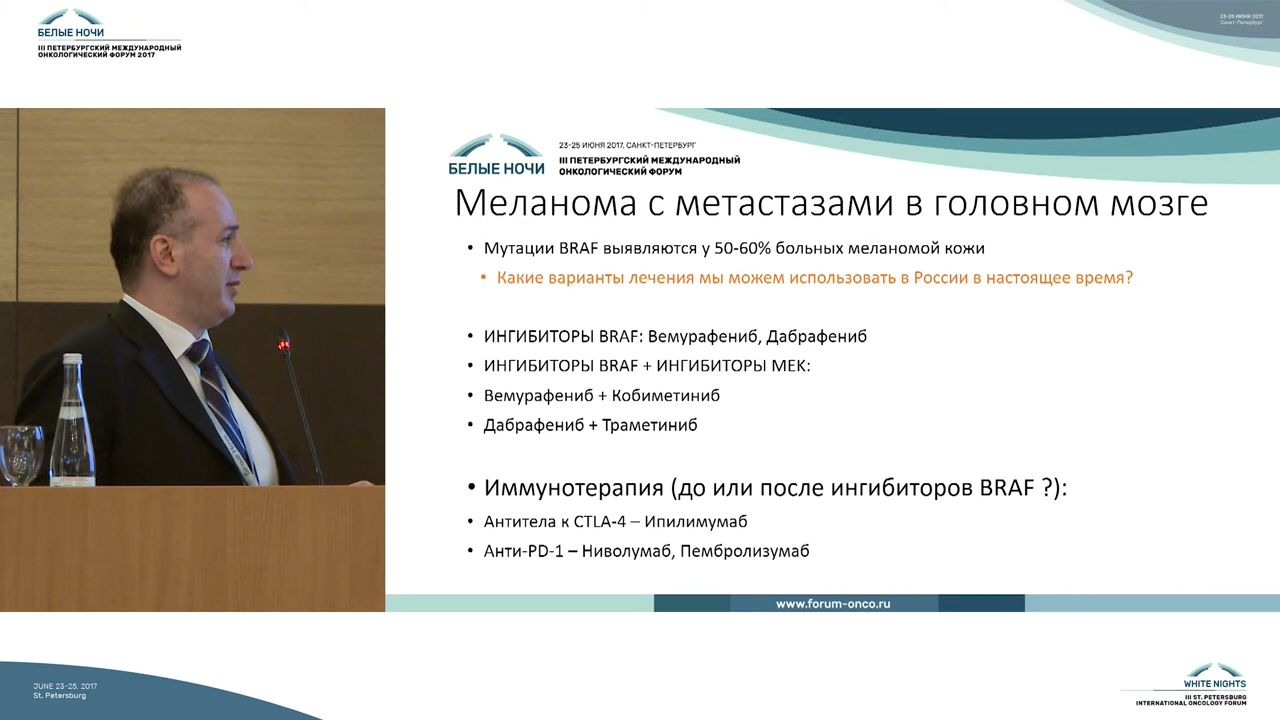 БЕЛЫЕ НОЧИ
III ПЕТЕРБУРГСКИЙ МЕЖДУНАРОДНЫЙ
ОНКОЛОГИЧЕСКИЙ ФОРУМ 2017
23-25 ИЮНЯ 2017
Санкт-Петербург
23-25 ИЮНЯ 2017, САНКТ-ПЕТЕРБУРГ
БЕЛЫЕ НОЧИ
III ПЕТЕРБУРГСКИЙ МЕЖДУНАРОДНЫЙ
ОНКОЛОГИЧЕСКИЙ ФОРУМ
Меланома с метастазами в головном мозге
• Мутации BRAF выявляются у 50-60% больных меланомой кожи
• Какие варианты лечения мы можем использовать в России в настоящее время?
• ИНГИБИТОРЫ BRAF: Вемурафениб, Дабрафениб
• ИНГИБИТОРЫ BRAF + ИНГИБИТОРЫ MEK:
• Вемурафениб + Кобиметиниб
• Дабрафениб + Траметиниб
• Иммунотерапия (до или после ингибиторов BRAF ?):
• Антитела к CTLA-4 – Ипилимумаб
• Анти-PD-1 – Ниволумаб, Пембролизумаб
www.forum-onco.ru
JUNE 23-25, 2017
St. Petersburg
WHITE NIGHTS
III ST. PETERSBURG
INTERNATIONAL ONCOLOGY FORUM